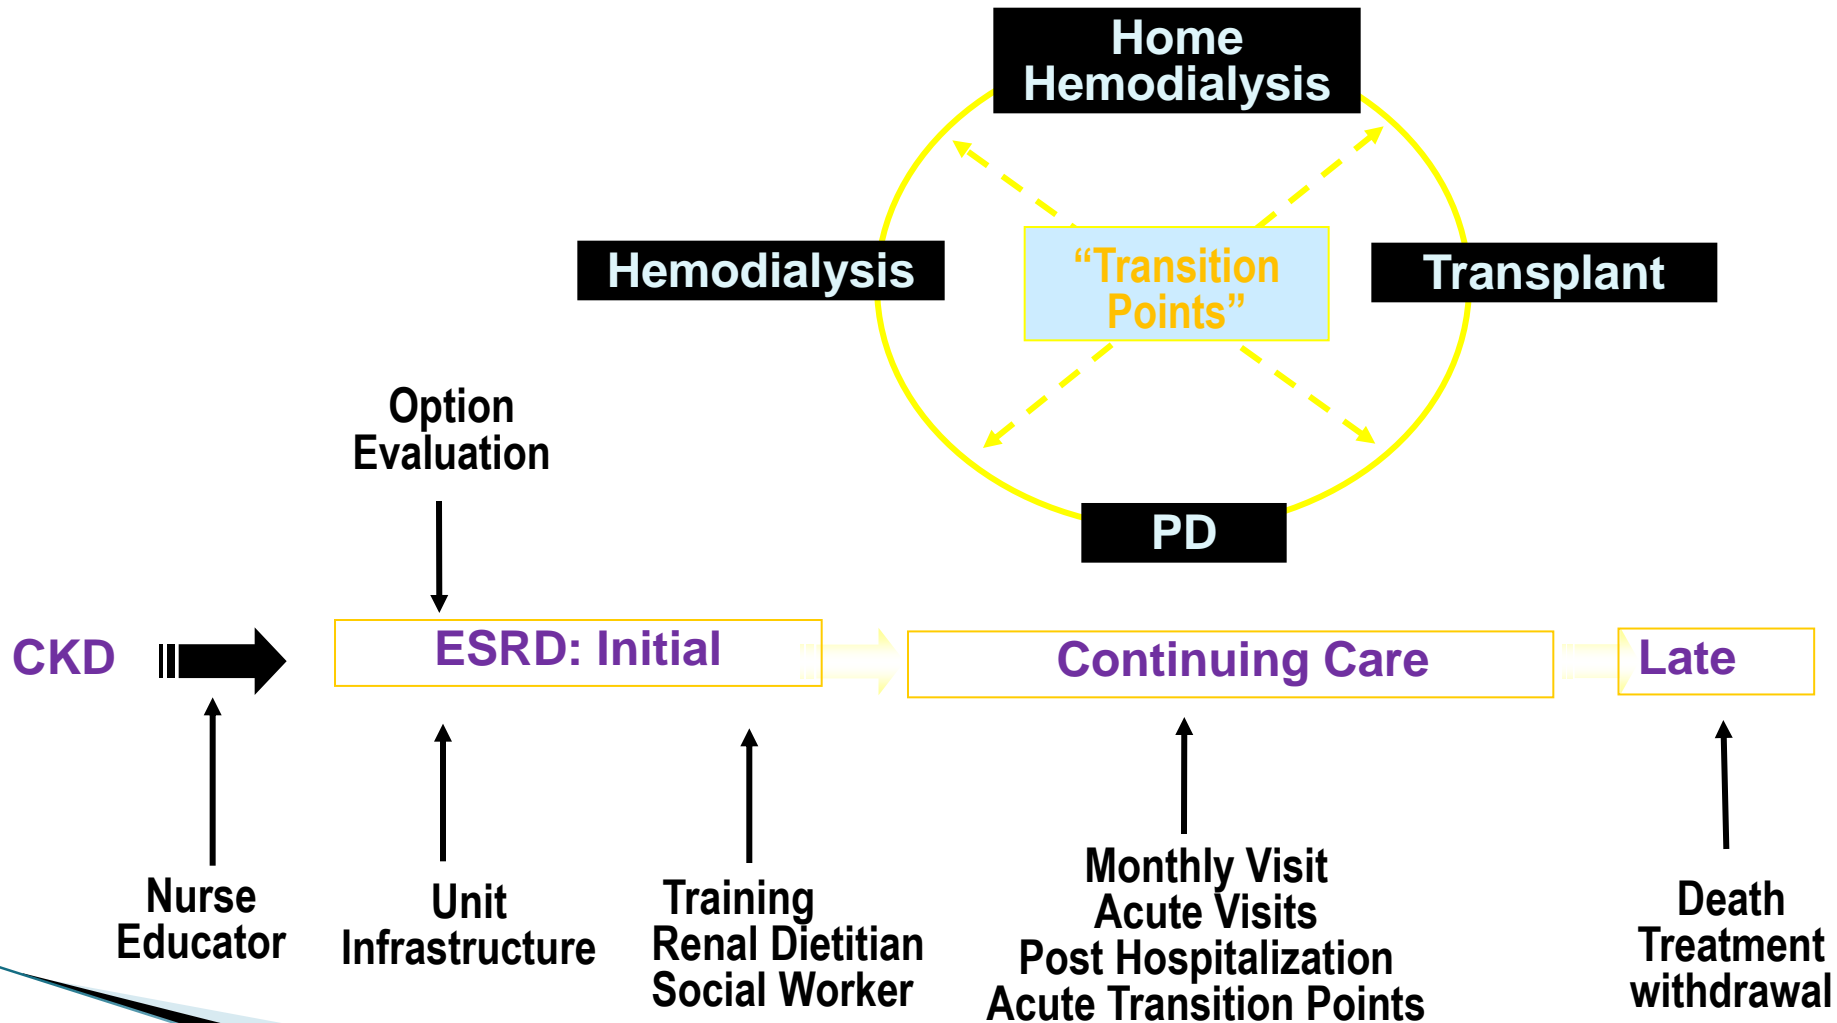 Home
Hemodialysis
Hemodialysis
“Transition
Points”
Transplant
PD
Option
Evaluation
CKD
ESRD: Initial
Continuing Care
Late
Nurse
Educator
Unit
Infrastructure
Training
Renal Dietitian
Social Worker
Monthly Visit
Acute Visits
Post Hospitalization
Acute Transition Points
Death
Treatment
withdrawal